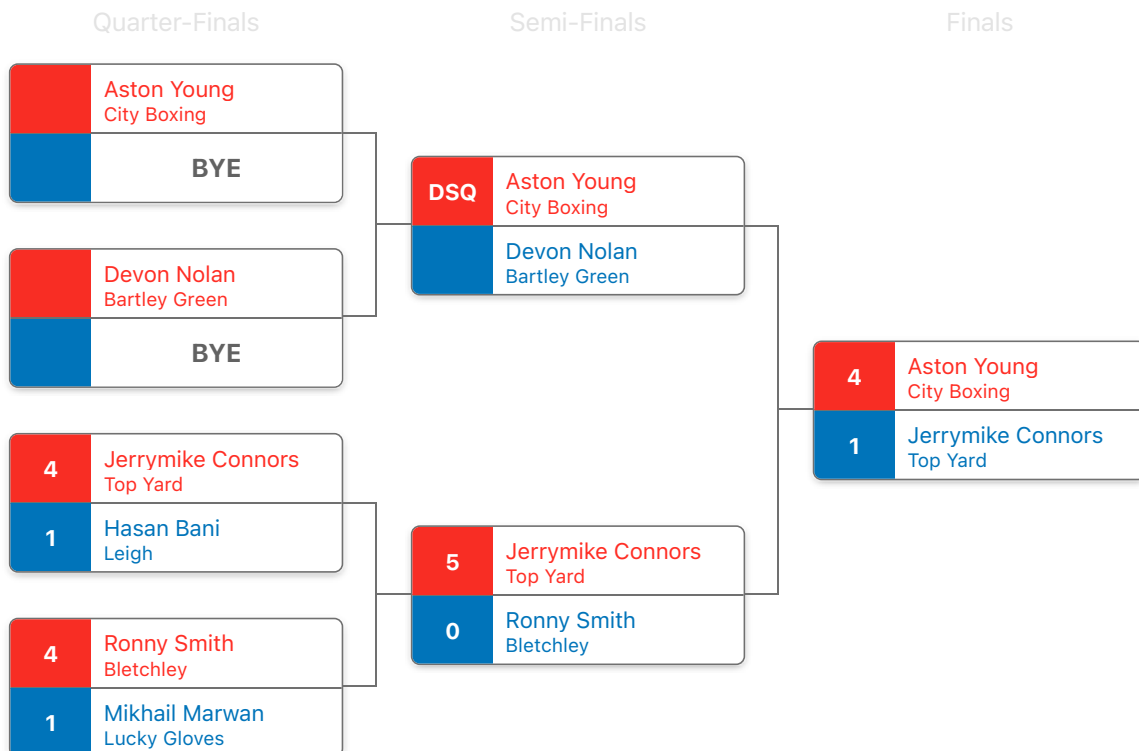 Quarter-Finals
Semi-Finals
Finals
Aston Young
City Boxing
BYE
Devon Nolan
Bartley Green
BYE
4
Jerrymike Connors
Top Yard
1
Hasan Bani
Leigh
4
Ronny Smith
Bletchley
1
Mikhail Marwan
Lucky Gloves
DSQ
Aston Young
City Boxing
Devon Nolan
Bartley Green
5
Jerrymike Connors
Top Yard
0
Ronny Smith
Bletchley
4
Aston Young
City Boxing
1
Jerrymike Connors
Top Yard